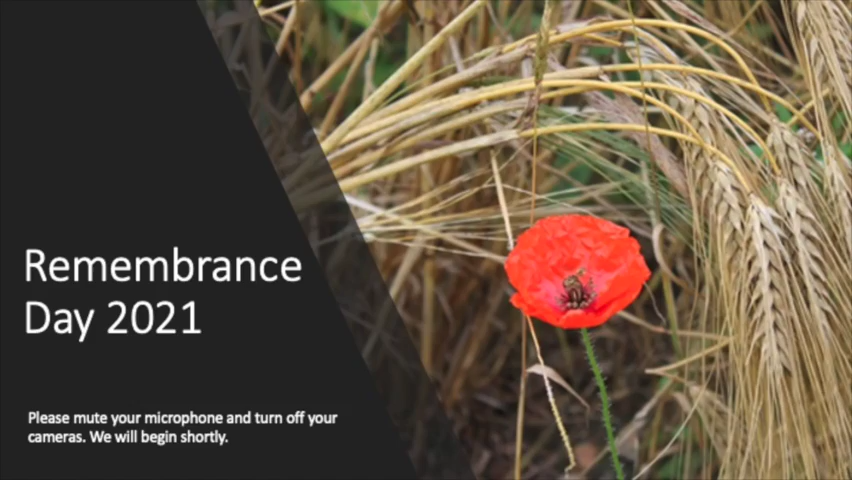 Remembrance
Day 2021
Please mute your microphone and turn off your
cameras. We will begin shortly.